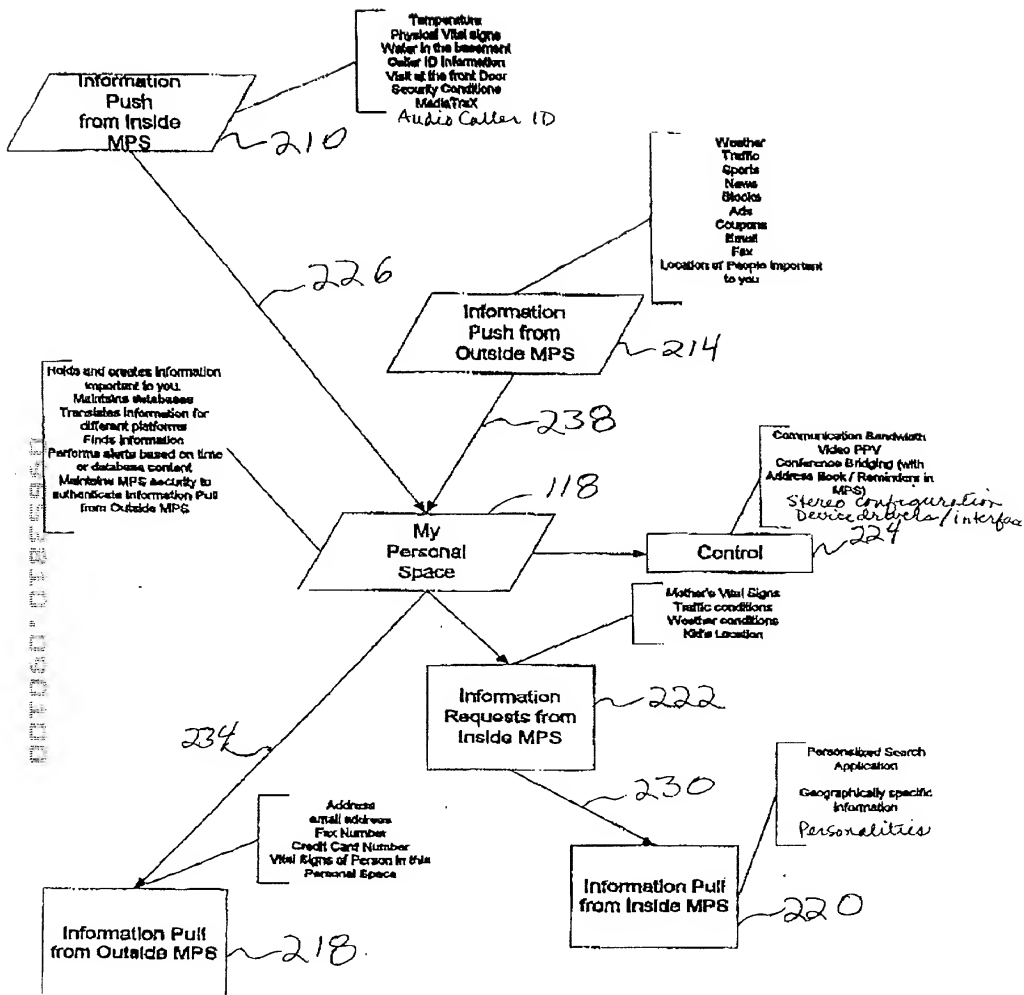 Temperature
Physical Vital signs
Water in the basement
Caller ID Information
Visit at the front Door
Security Conditions
MediaTrax
Audio Caller ID
Information
Push
from Inside
MPS
210
Weather
Traffic
Sports
News
Stocks
Ads
Coupons
Email
Fax
Location of People Important
to you
226
Information
Push from
Outside MPS
214
Holds and creates information
important to you.
Maintains databases
Translates information for
different platforms
Finds information
Performs alerts based on time
or database content
Maintains MPS security to
authenticate Information Pull
from Outside MPS
238
118
My
Personal
Space
Communication Bandwidth
Video PPV
Conference Bridging (with
Address Book / Reminders in
MPS)
Stereo configuration
Device drivers/interface
Control
224
Mother's Vital Signs
Traffic conditions
Weather conditions
Kid's Location
Information
Requests from
Inside MPS
222
234
230
Personalized Search
Application
Geographically specific
information
Personalities
Address
email address
Fax Number
Credit Card Number
Vital Signs of Person in this
Personal Space
Information Pull
from Inside MPS
220
Information Pull
from Outside MPS
218.